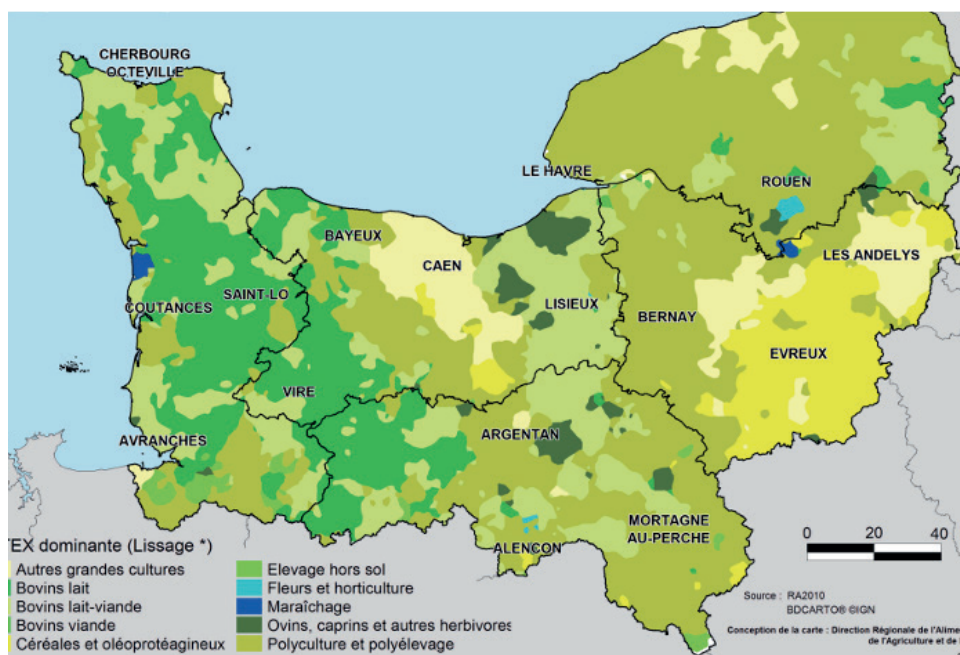 CHERBOURG
OCTEVILLE
LE HAVRE
ROUEN
BAYEUX
CAEN
LES ANDELYS
COUTANCES
SAINT-LO
LISIEUX
BERNAY
EVREUX
VIRE
AVRANCHES
ARGENTAN
MORTAGNE
AU-PERCHE
ALENCON
0 20 40
TEX dominante (Lissage *)
Autres grandes cultures
Bovins lait
Bovins lait-viande
Bovins viande
Céréales et oléoprotéagineux
Elevage hors sol
Fleurs et horticulture
Maraîchage
Ovins, caprins et autres herbivores
Polyculture et polyélevage
Source : RA2010
BDCARTO® ©IGN
Conception de la carte : Direction Régionale de l'Alime
de l'Agriculture et de